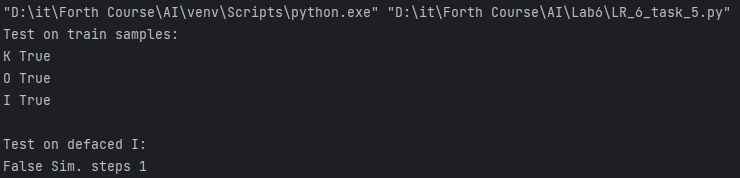 "D:\it\Forth Course\AI\venv\Scripts\python.exe" "D:\it\Forth Course\AI\Lab6\LR_6_task_5.py"
Test on train samples:
K True
O True
I True
Test on defaced I:
False Sim. steps 1